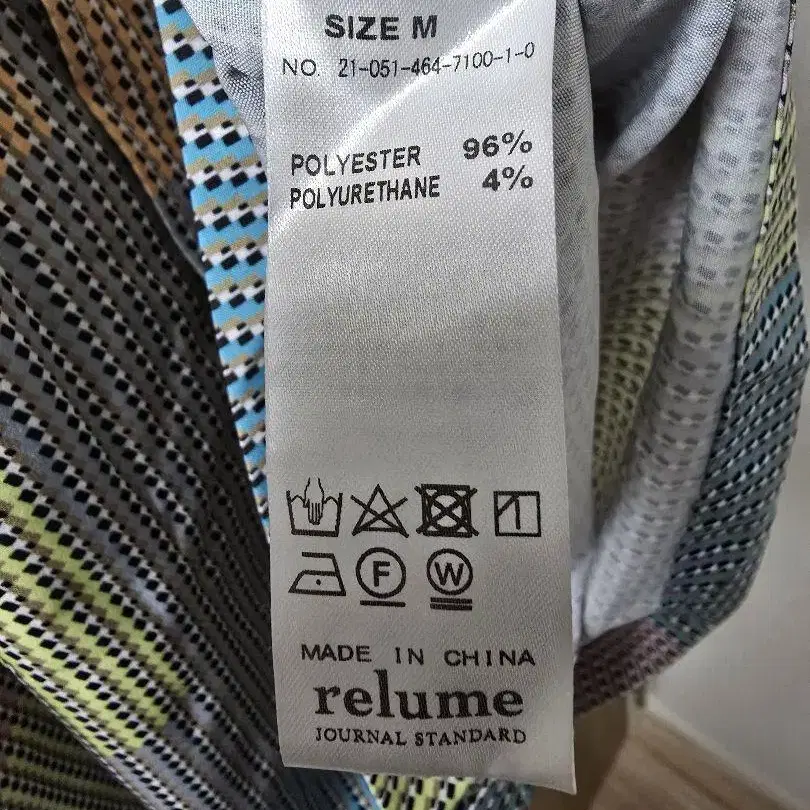 SIZE M
NO. 21-051-464-7100-1-0
POLYESTER 96%
POLYURETHANE 4%
F W
MADE IN CHINA
relume
JOURNAL STANDARD